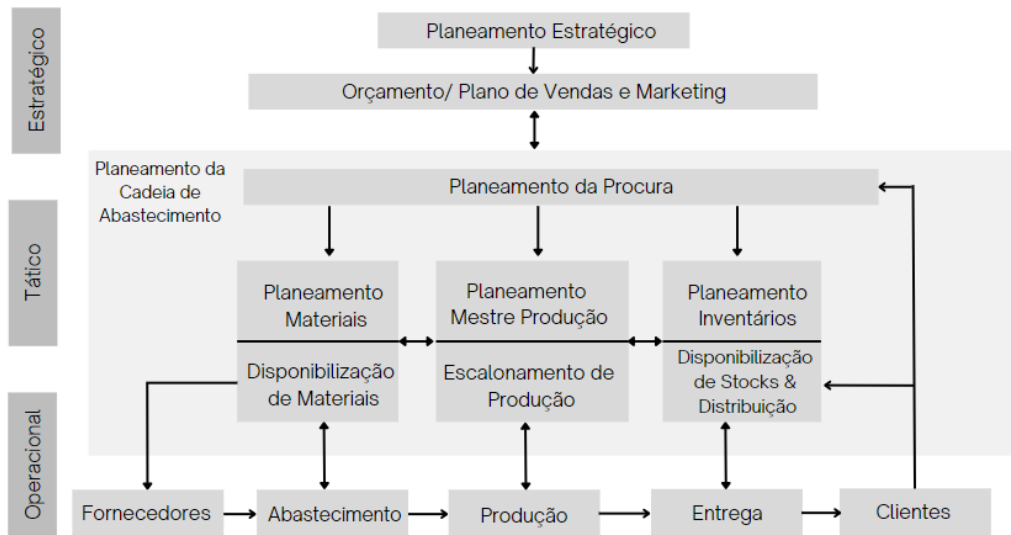 Estratégico
Planeamento Estratégico
Orçamento/ Plano de Vendas e Marketing
Planeamento da
Cadeia de
Abastecimento
Planeamento da Procura
Tático
Planeamento
Materiais
Planeamento
Mestre Produção
Planeamento
Inventários
Disponibilização
de Materiais
Escalonamento de
Produção
Disponibilização
de Stocks &
Distribuição
Operacional
Fornecedores
Abastecimento
Produção
Entrega
Clientes